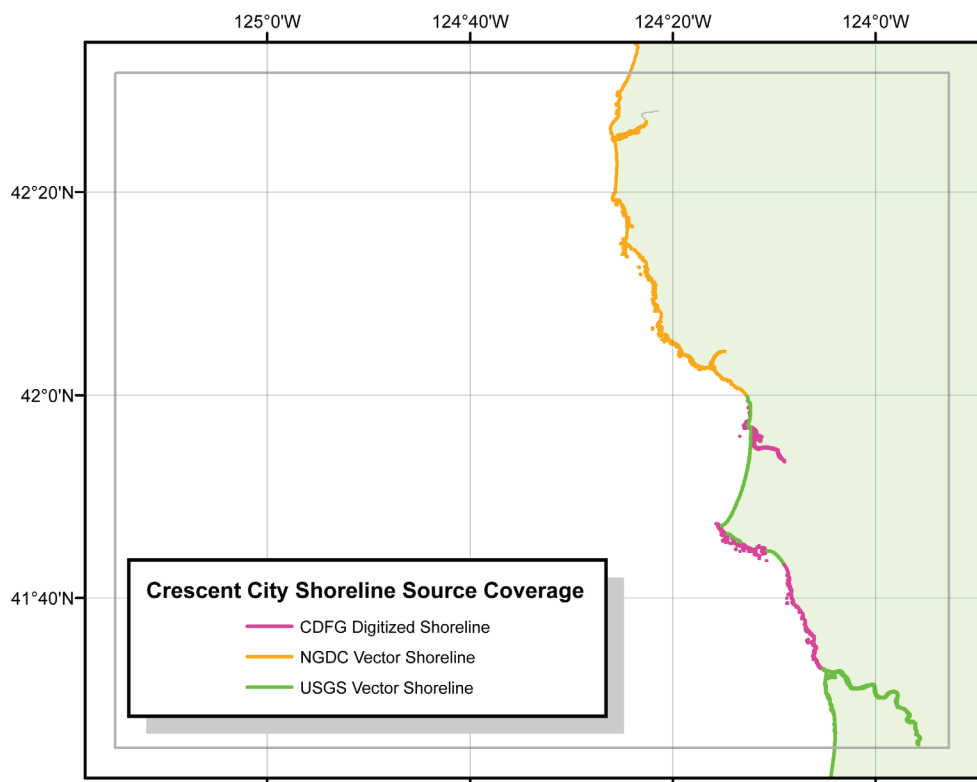 125°0'W 124°40'W 124°20'W 124°0'W
42°20'N
42°0'N
41°40'N
Crescent City Shoreline Source Coverage
CDFG Digitized Shoreline
NGDC Vector Shoreline
USGS Vector Shoreline